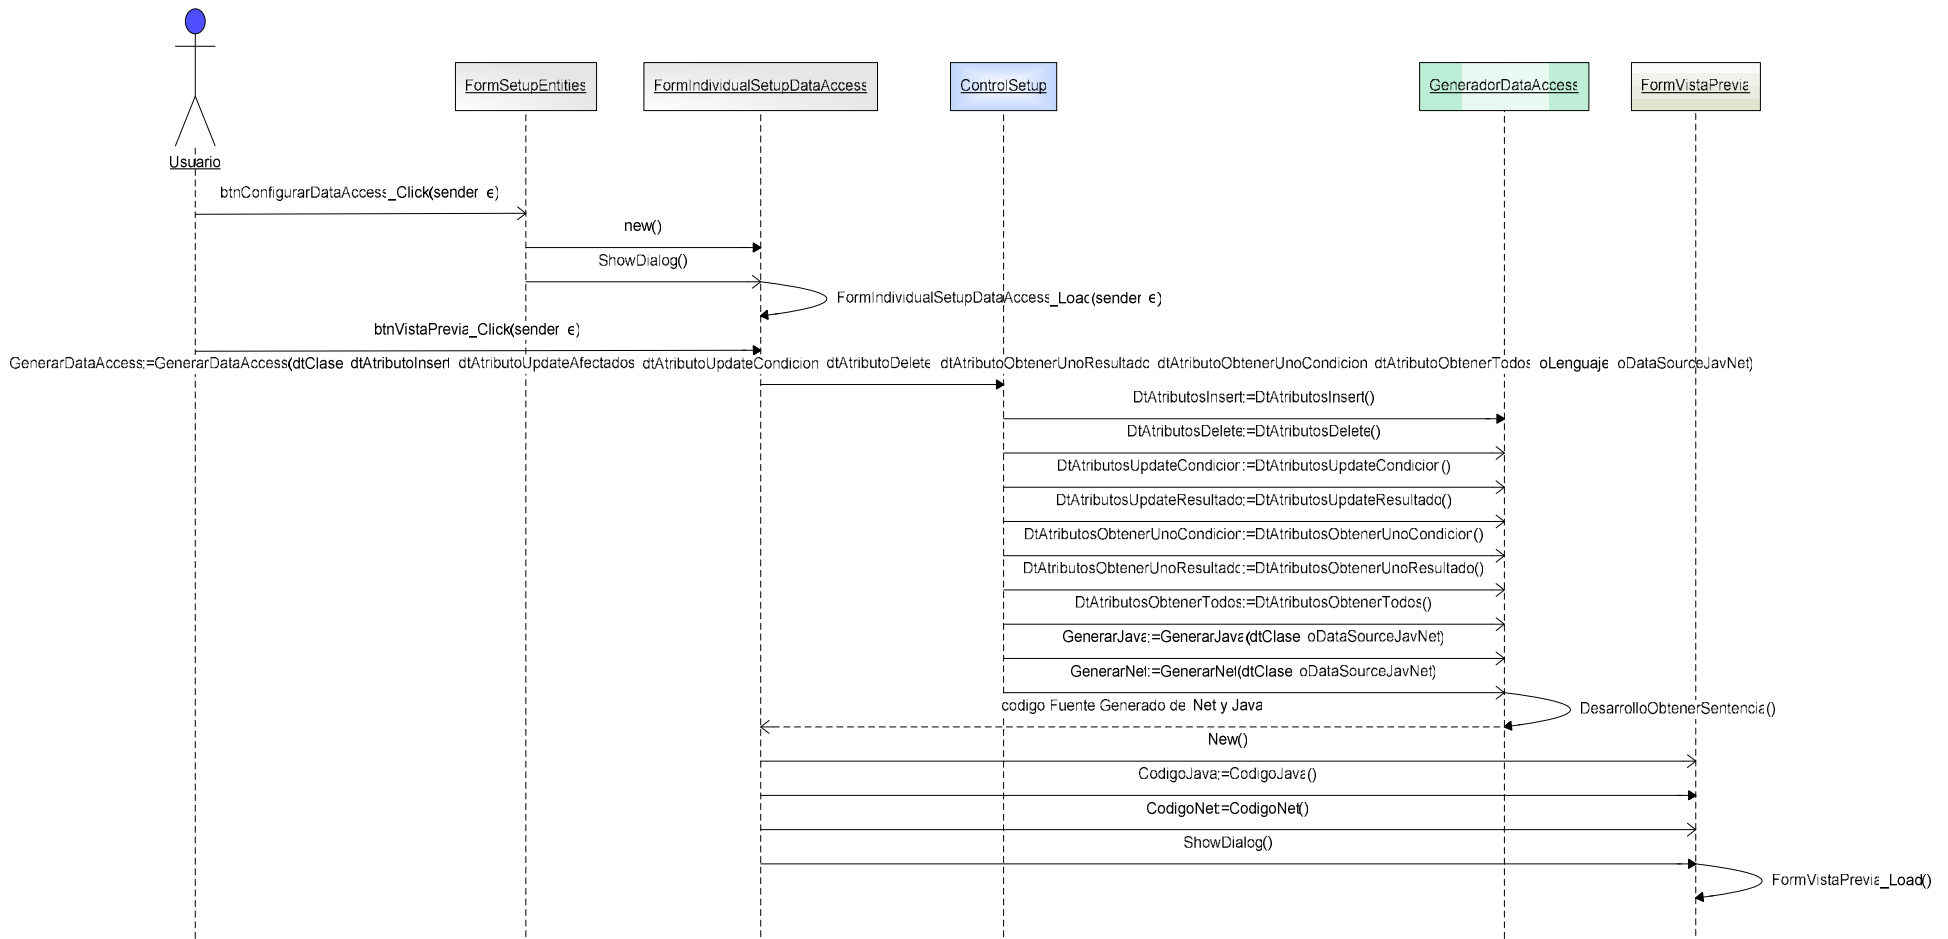 FormSetupEntities
FormIndividualSetupDataAccess
ControlSetup
GeneradorDataAccess
FormVistaPrevia
Usuario
btnConfigurarDataAccess_Click(sender e)
new()
ShowDialog()
FormIndividualSetupDataAccess_Load(sender e)
btnVistaPrevia_Click(sender e)
GenerarDataAccess:=GenerarDataAccess(dtClase dtAtributoInsert dtAtributoUpdateAfectados dtAtributoUpdateCondicion dtAtributoDelete dtAtributoObtenerUnoResultado dtAtributoObtenerUnoCondicion dtAtributoObtenerTodos oLenguaje oDataSourceJavNet)
DtAtributosInsert:=DtAtributosInsert()
DtAtributosDelete:=DtAtributosDelete()
DtAtributosUpdateCondicion:=DtAtributosUpdateCondicion()
DtAtributosUpdateResultado:=DtAtributosUpdateResultado()
DtAtributosObtenerUnoCondicion:=DtAtributosObtenerUnoCondicion()
DtAtributosObtenerUnoResultado:=DtAtributosObtenerUnoResultado()
DtAtributosObtenerTodos:=DtAtributosObtenerTodos()
GenerarJava:=GenerarJava(dtClase oDataSourceJavNet)
GenerarNet:=GenerarNet(dtClase oDataSourceJavNet)
codigo Fuente Generado de Net y Java
DesarrolloObtenerSentencia()
New()
CodigoJava:=CodigoJava()
CodigoNet:=CodigoNet()
ShowDialog()
FormVistaPrevia_Load()